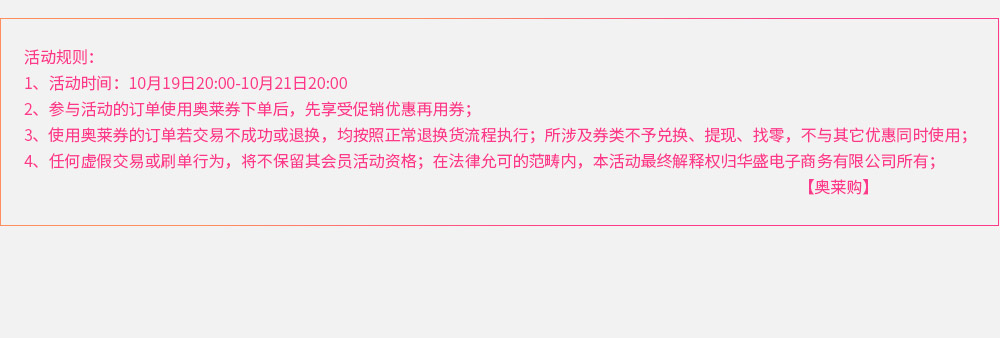 活动规则：
1、活动时间：10月19日20:00-10月21日20:00
2、参与活动的订单使用奥莱券下单后，先享受促销优惠再用券；
3、使用奥莱券的订单若交易不成功或退换，均按照正常退换货流程执行；所涉及券类不予兑换、提现、找零，不与其它优惠同时使用；
4、任何虚假交易或刷单行为，将不保留其会员活动资格；在法律允可的范畴内，本活动最终解释权归华盛电子商务有限公司所有；
【奥莱购】